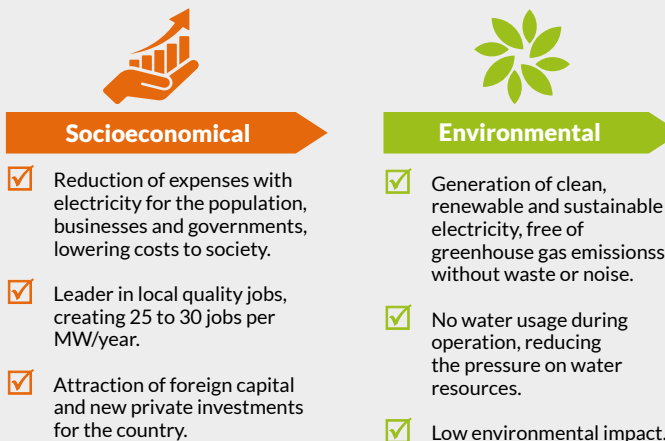 Socioeconomical
Reduction of expenses with
electricity for the population,
businesses and governments,
lowering costs to society.
Leader in local quality jobs,
creating 25 to 30 jobs per
MW/year.
Attraction of foreign capital
and new private investments
for the country.
Environmental
Generation of clean,
renewable and sustainable
electricity, free of
greenhouse gas emissionss
without waste or noise.
No water usage during
operation, reducing
the pressure on water
resources.
Low environmental impact.